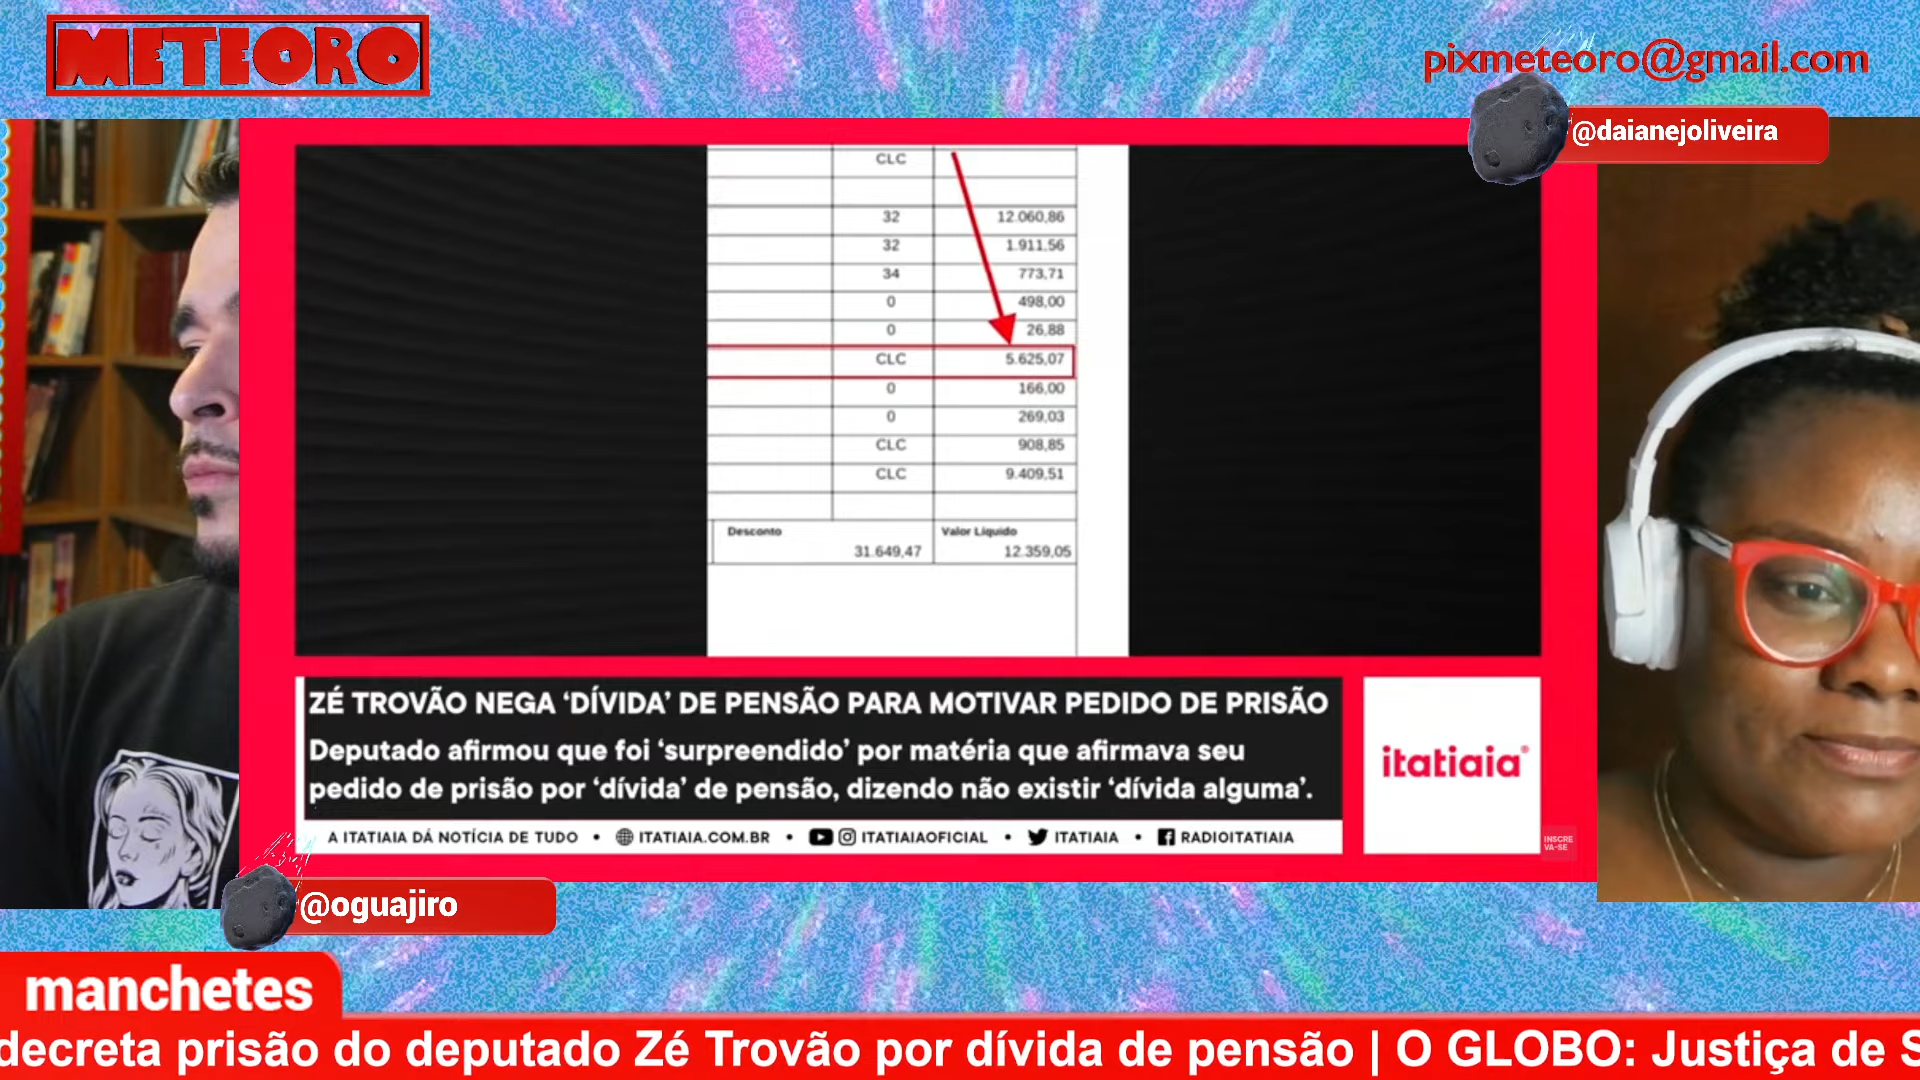 METEORO
pixmeteoro@gmail.com
@daianejoliveira
CLC
32 12.060,86
32 1.911,56
34 773,71
0 498,00
0 26,88
CLC 5.625,07
0 166,00
0 269,03
CLC 908,85
CLC 9.409,51
Desconto Valor Líquido
31.649,47 12.359,05
ZÉ TROVÃO NEGA ‘DÍVIDA’ DE PENSÃO PARA MOTIVAR PEDIDO DE PRISÃO
Deputado afirmou que foi ‘surpreendido’ por matéria que afirmava seu
pedido de prisão por ‘dívida’ de pensão, dizendo não existir ‘dívida alguma’.
itatiaia®
A ITATIAIA DÁ NOTÍCIA DE TUDO • ITATIAIA.COM.BR • ITATIAIAOFICIAL • ITATIAIA • RADIOITATIAIA
INSCRE
VA-SE
@oguajiro
manchetes
decreta prisão do deputado Zé Trovão por dívida de pensão | O GLOBO: Justiça de S